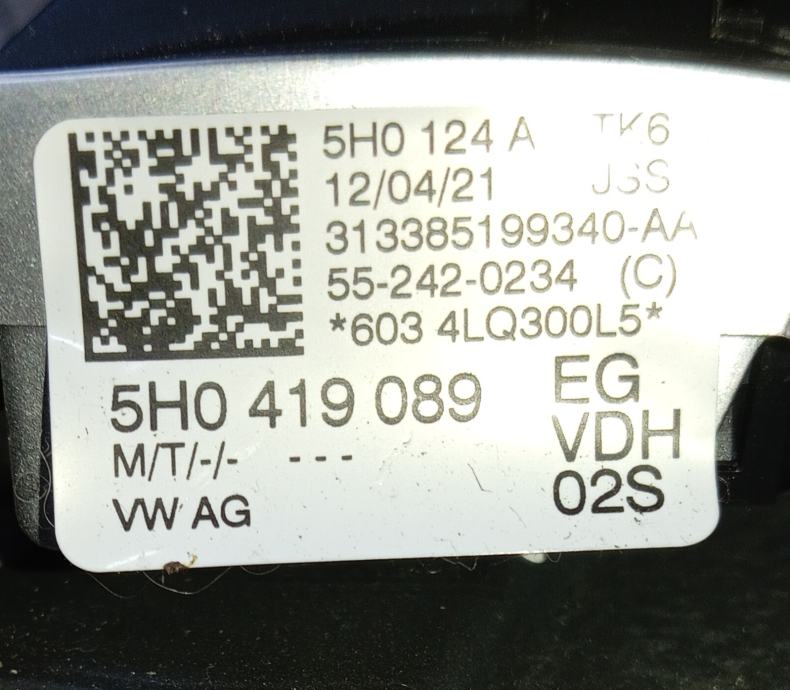 5H0 124 A TK6
12/04/21 JSS
313385199340-AA
55-242-0234 (C)
*603 4LQ300L5*
5H0 419 089 EG
M/T/-/- --- VDH
VW AG 02S